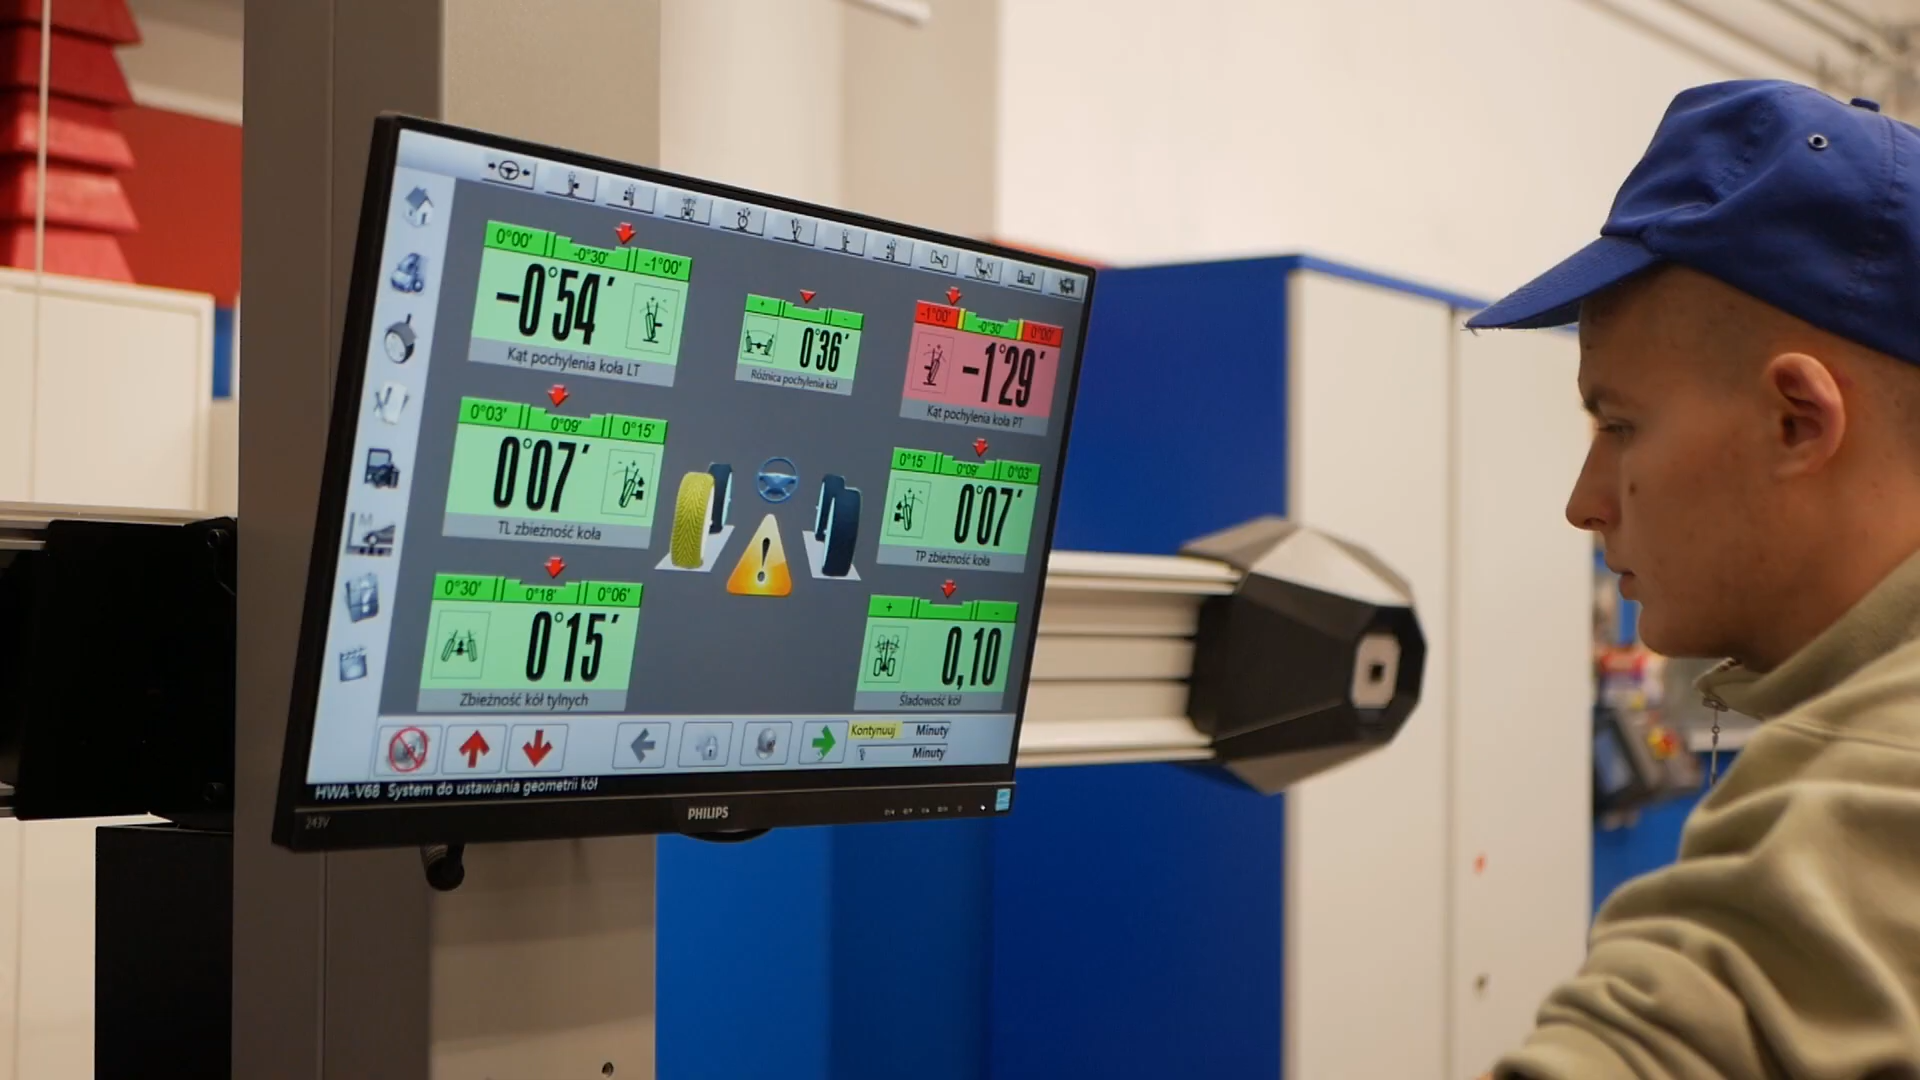 0°00' -0°30' -1°00'
-0°54'
Kąt pochylenia koła LT
+ -
0°36'
Różnica pochylenia kół
-1°00' -0°30' 0°00'
-1°29'
Kąt pochylenia koła PT
0°03' 0°09' 0°15'
0°07'
TL zbieżność koła
0°15' 0°09' 0°03'
0°07'
TP zbieżność koła
0°30' 0°18' 0°06'
0°15'
Zbieżność kół tylnych
+ -
0,10
Śladowość kół
Kontynuuj Minuty
Minuty
HWA-V68 System do ustawiania geometrii kół
243V
PHILIPS